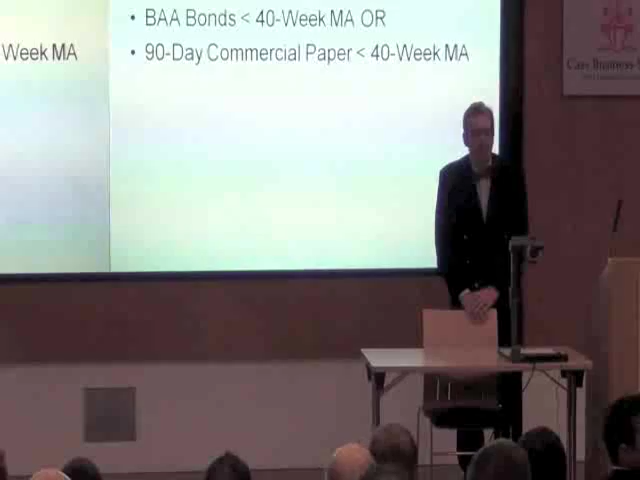 BAA Bonds < 40-Week MA OR
Week MA
90-Day Commercial Paper < 40-Week MA
Cass Business S